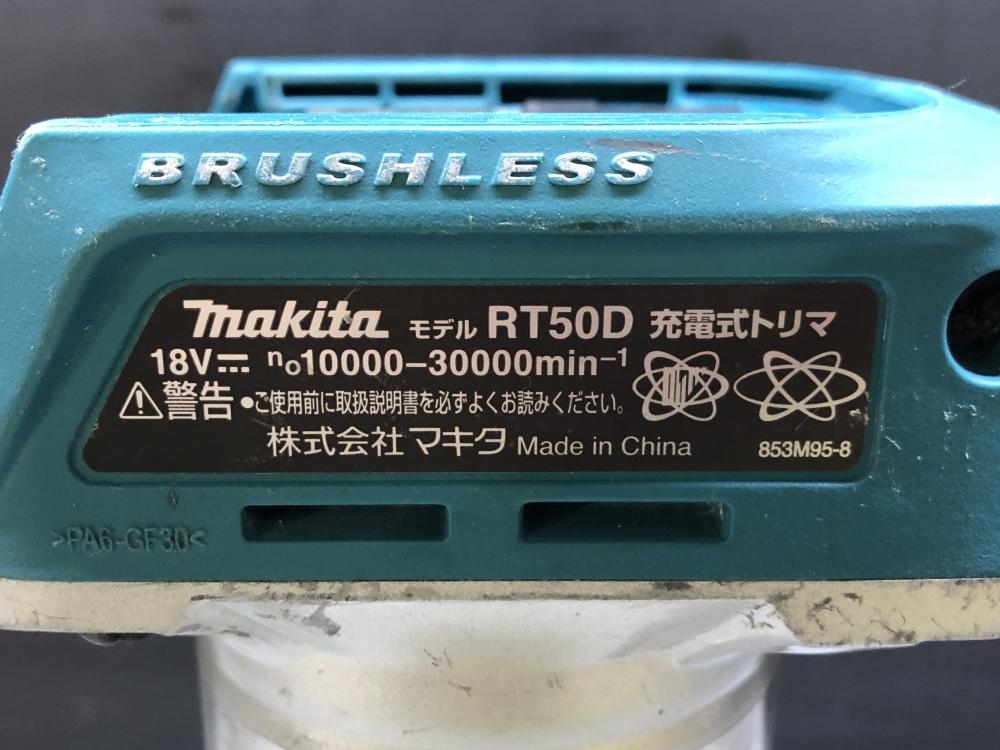 BRUSHLESS
makita モデル RT50D 充電式トリマ
18V⎓ n₀10000–30000min⁻¹
⚠警告 •ご使用前に取扱説明書を必ずよくお読みください。
株式会社 マキタ Made in China 853M95-8
>PA6-GF30<